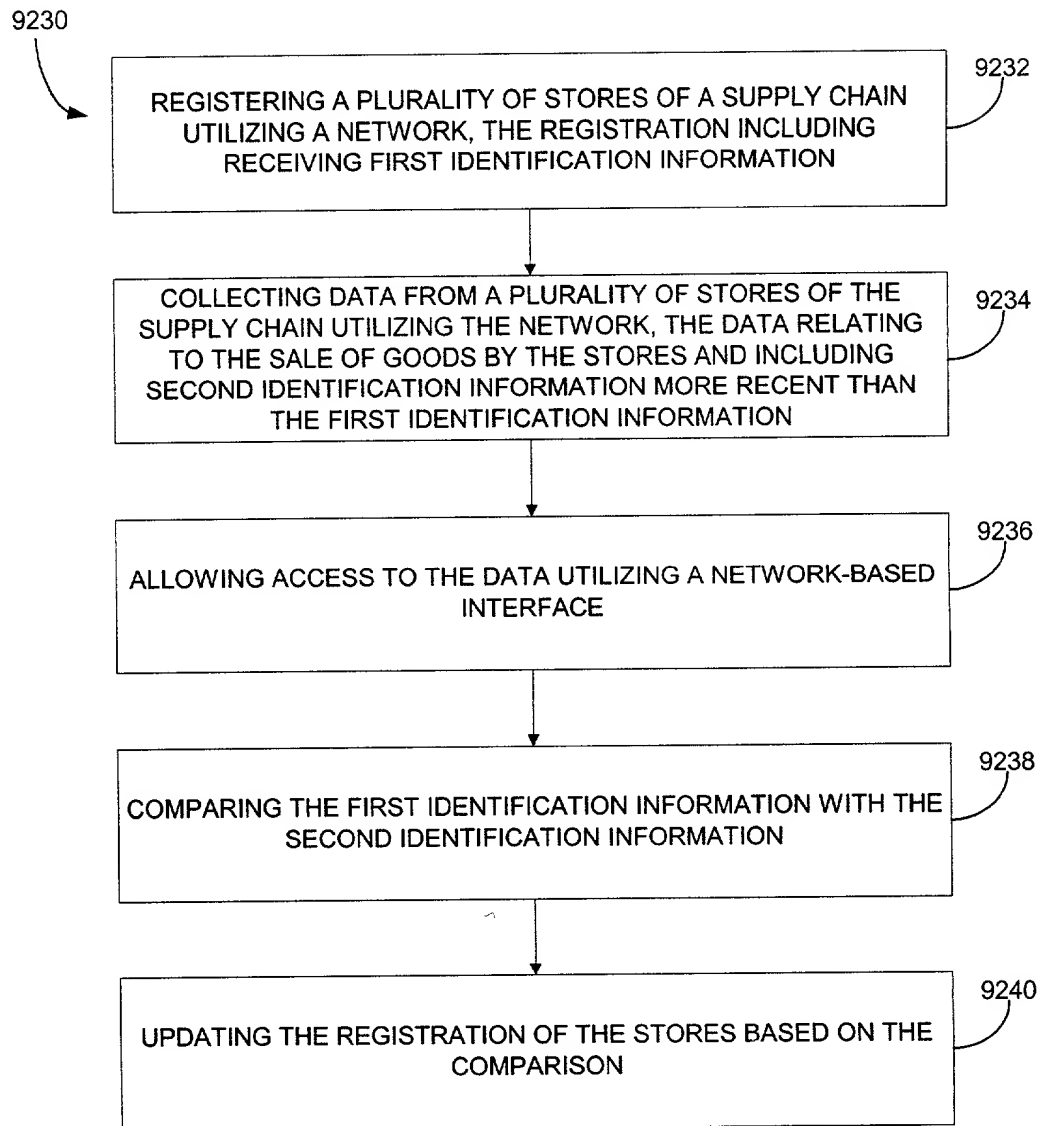 9230
9232
REGISTERING A PLURALITY OF STORES OF A SUPPLY CHAIN
UTILIZING A NETWORK, THE REGISTRATION INCLUDING
RECEIVING FIRST IDENTIFICATION INFORMATION
9234
COLLECTING DATA FROM A PLURALITY OF STORES OF THE
SUPPLY CHAIN UTILIZING THE NETWORK, THE DATA RELATING
TO THE SALE OF GOODS BY THE STORES AND INCLUDING
SECOND IDENTIFICATION INFORMATION MORE RECENT THAN
THE FIRST IDENTIFICATION INFORMATION
9236
ALLOWING ACCESS TO THE DATA UTILIZING A NETWORK-BASED
INTERFACE
9238
COMPARING THE FIRST IDENTIFICATION INFORMATION WITH THE
SECOND IDENTIFICATION INFORMATION
9240
UPDATING THE REGISTRATION OF THE STORES BASED ON THE
COMPARISON